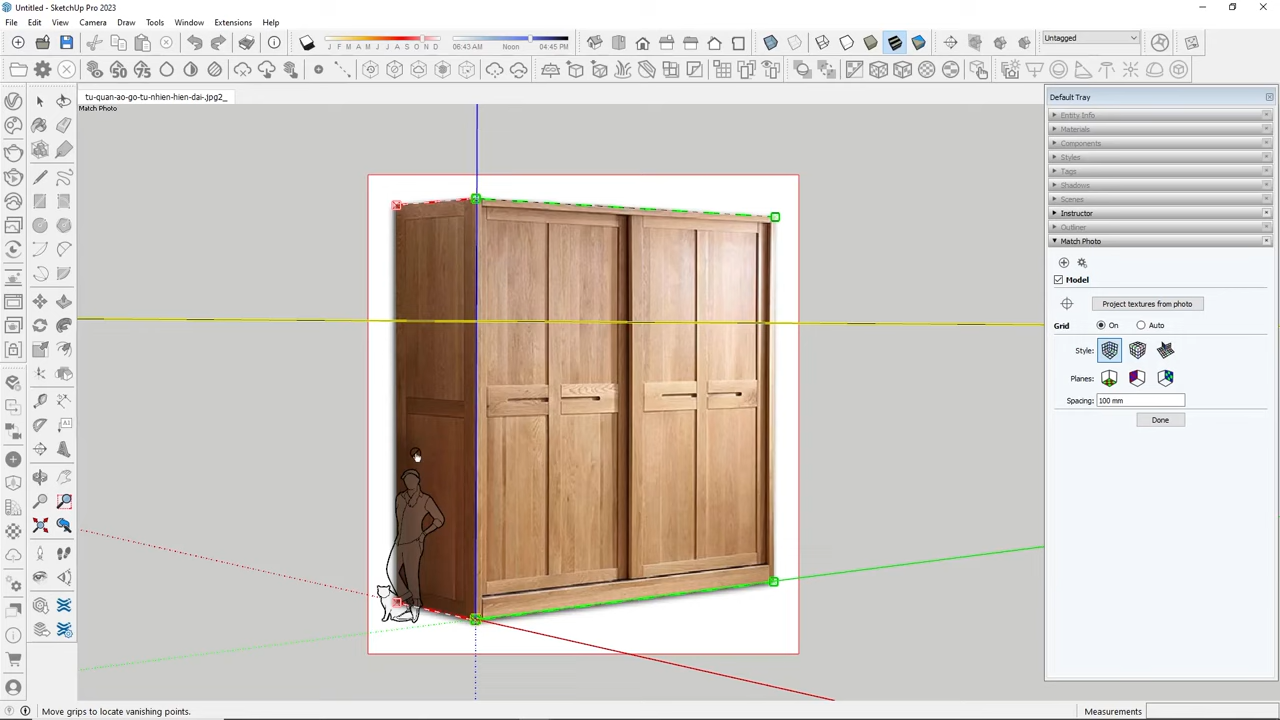 Untitled - SketchUp Pro 2023
File Edit View Camera Draw Tools Window Extensions Help
J F M A M J J A S O N D
06:43 AM Noon 04:45 PM
Untagged
50 75
tu-quan-ao-go-tu-nhien-hien-dai-.jpg2_
Match Photo
Default Tray
Entity Info
Materials
Components
Styles
Tags
Shadows
Scenes
Instructor
Outliner
Match Photo
Model
Project textures from photo
Grid On Auto
Style:
Planes:
Spacing: 100 mm
Done
Move grips to locate vanishing points.
Measurements